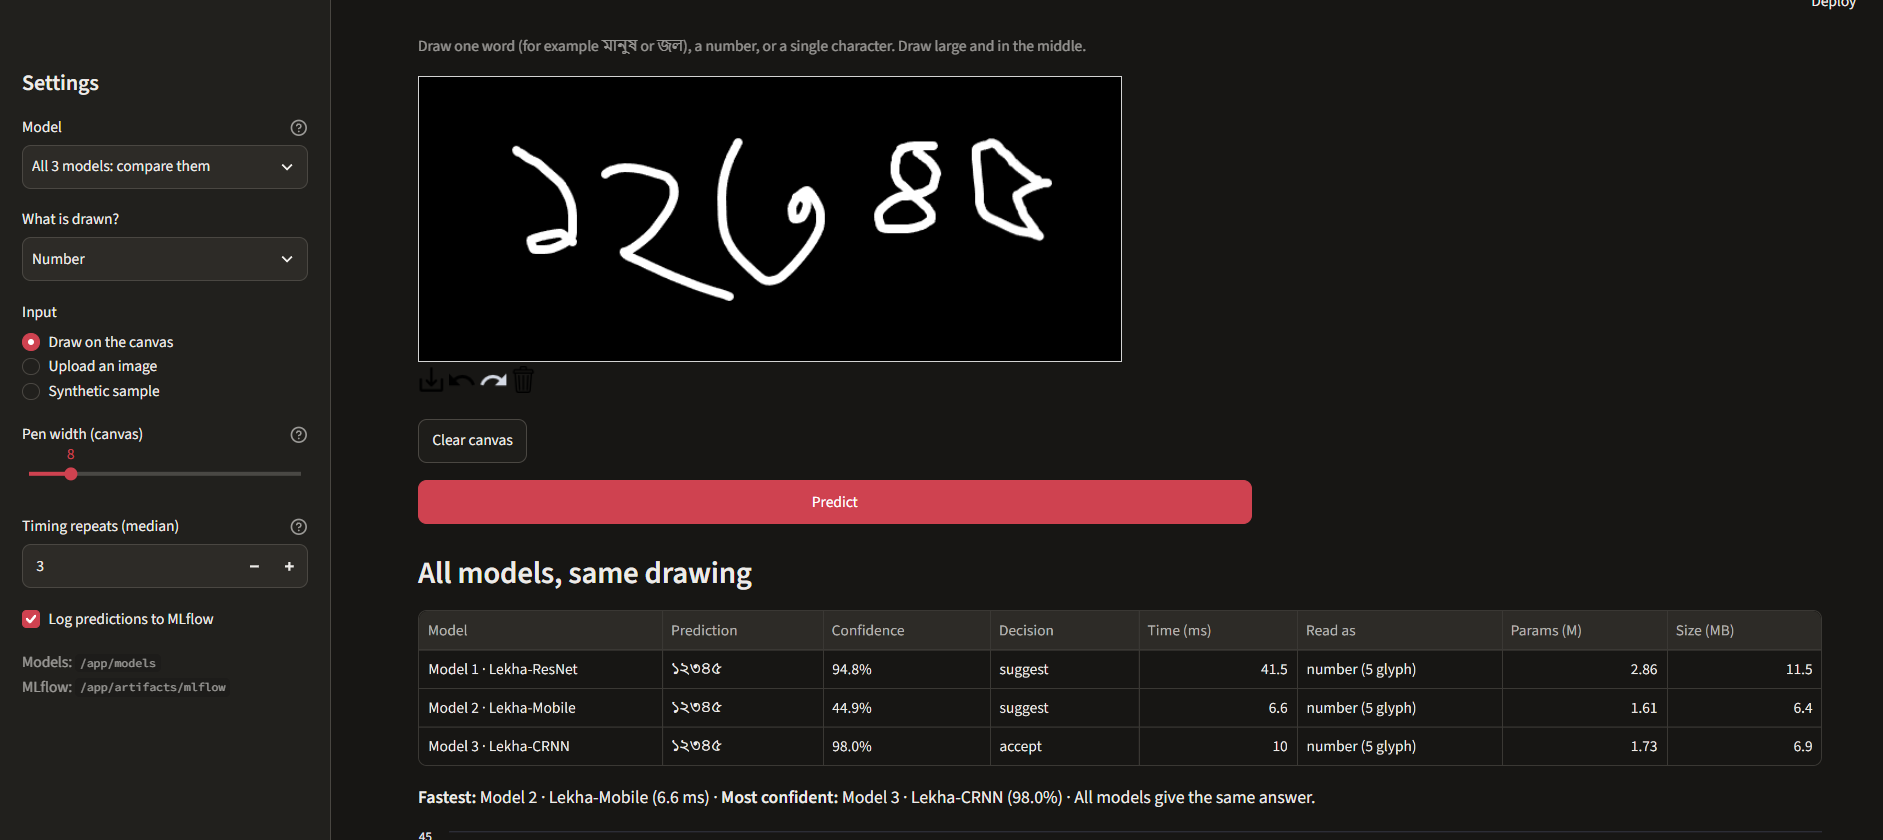 Deploy
Draw one word (for example মানুষ or জল), a number, or a single character. Draw large and in the middle.
Settings
Model
All 3 models: compare them
What is drawn?
Number
Input
Draw on the canvas
Upload an image
Synthetic sample
Pen width (canvas)
8
Timing repeats (median)
3
Log predictions to MLflow
Models: /app/models
MLflow: /app/artifacts/mlflow
১২৩৪৫
Clear canvas
Predict
All models, same drawing
Model Prediction Confidence Decision Time (ms) Read as Params (M) Size (MB)
Model 1 · Lekha-ResNet ১২৩৪৫ 94.8% suggest 41.5 number (5 glyph) 2.86 11.5
Model 2 · Lekha-Mobile ১২৩৪৫ 44.9% suggest 6.6 number (5 glyph) 1.61 6.4
Model 3 · Lekha-CRNN ১২৩৪৫ 98.0% accept 10 number (5 glyph) 1.73 6.9
Fastest: Model 2 · Lekha-Mobile (6.6 ms) · Most confident: Model 3 · Lekha-CRNN (98.0%) · All models give the same answer.
45